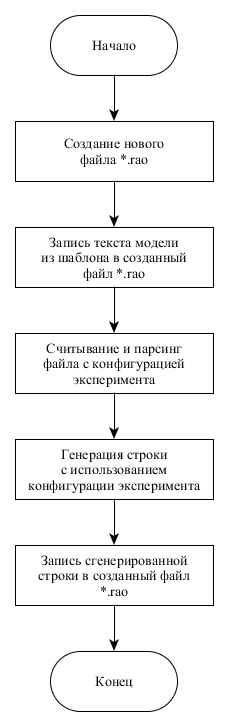 Начало
Создание нового
файла *.rao
Запись текста модели
из шаблона в созданный
файл *.rao
Считывание и парсинг
файла с конфигурацией
эксперимента
Генерация строки
с использованием
конфигурации эксперимента
Запись сгенерированной
строки в созданный файл
*.rao
Конец